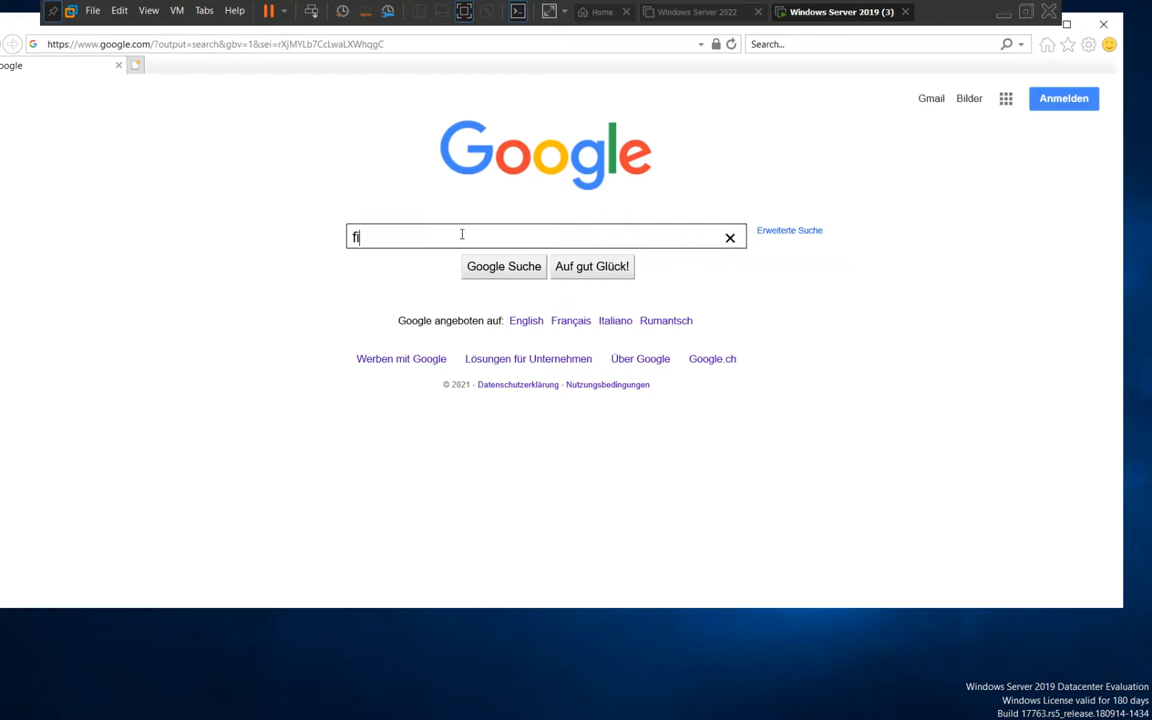 File Edit View VM Tabs Help Home Windows Server 2022 Windows Server 2019 (3)
https://www.google.com/?output=search&gbv=1&sei=rXjMYLb7CcLwaLXWhqgC Search...
oogle
Gmail Bilder Anmelden
Google
fi
Erweiterte Suche
Google Suche Auf gut Glück!
Google angeboten auf: English Français Italiano Rumantsch
Werben mit Google Lösungen für Unternehmen Über Google Google.ch
© 2021 - Datenschutzerklärung - Nutzungsbedingungen
Windows Server 2019 Datacenter Evaluation
Windows License valid for 180 days
Build 17763.rs5_release.180914-1434